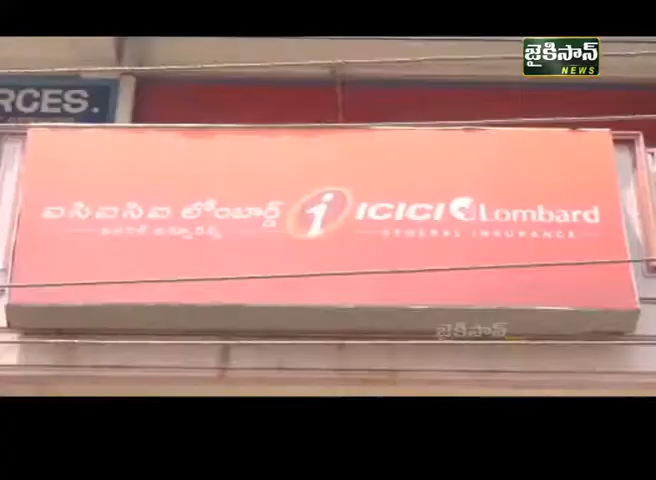 జైకిసాన్
NEWS
RCES.
ఐసిఐసిఐ లోంబార్డ్
ICICI Lombard
GENERAL INSURANCE
జైకిసాన్